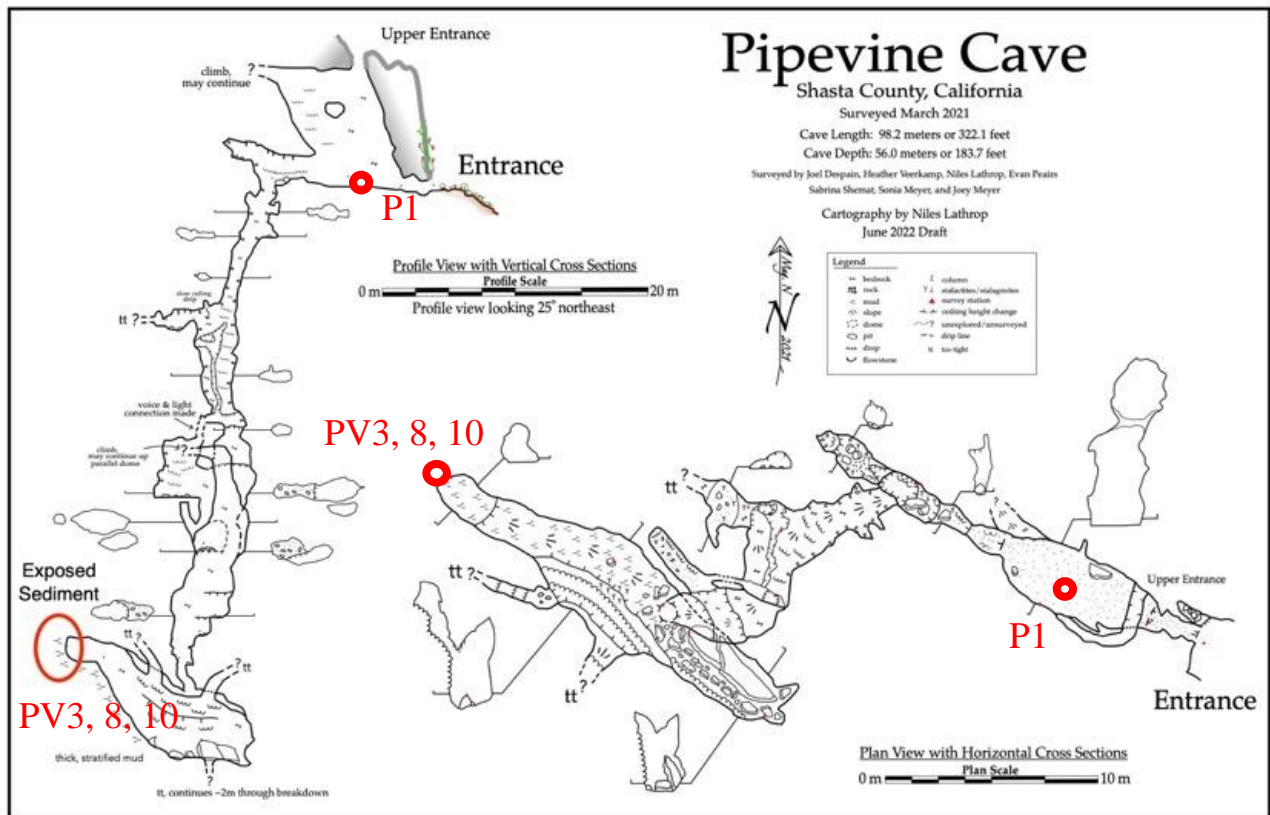 Upper Entrance
climb,
may continue
?
Entrance
P1
Profile View with Vertical Cross Sections
Profile Scale
0 m
20 m
Profile view looking 25° northeast
slow ceiling
drip
tt
?
voice & light
connection made
?
climb,
may continue up
parallel dome
Exposed
Sediment
tt
?
?
? tt
PV3, 8, 10
thick, stratified mud
?
tt, continues ~2m through breakdown
Pipevine Cave
Shasta County, California
Surveyed March 2021
Cave Length: 98.2 meters or 322.1 feet
Cave Depth: 56.0 meters or 183.7 feet
Surveyed by Joel Despain, Heather Veerkamp, Niles Lathrop, Evan Peairs
Sabrina Shemat, Sonia Meyer, and Joey Meyer
Cartography by Niles Lathrop
June 2022 Draft
Mag. N
N
2021
Legend
bedrock
rock
mud
slope
dome
pit
drop
flowstone
column
stalactites/stalagmites
survey station
ceiling height change
unexplored/unsurveyed
drip line
tt
too tight
PV3, 8, 10
?
tt
tt
?
tt
?
?
Upper Entrance
P1
Entrance
Plan View with Horizontal Cross Sections
Plan Scale
0 m
10 m